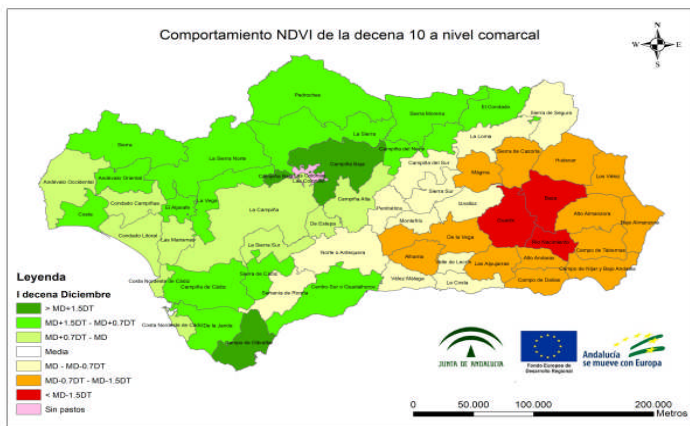 Comportamiento NDVI de la decena 10 a nivel comarcal
N
W E
S
Pedroches
El Condado
Sierra Morena
Sierra de Segura
La Sierra
La Loma
Sierra
La Sierra Norte
Campiña del Norte
Campiña Baja
Campiña del Sur
Sierra de Cazorla
Mágina
Huéscar
Los Vélez
Andévalo Occidental
Andévalo Oriental
Las Colonias
Condado Campiña
El Aljarafe
La Vega
Campiña Alta
Sierra Sur
Baza
Costa
La Campiña
Penibética
Iznalloz
Alto Almanzora
Bajo Almanzora
Condado Litoral
Las Marismas
De Estepa
Montefrío
Guadix
De la Vega
Río Nacimiento
La Sierra Sur
Norte o Antequera
Campo de Tabernas
Alhama
Valle de Lecrín
Las Alpujarras
Alto Andarax
Campo de Níjar y Bajo Andarax
Sierra de Cádiz
Campiña de Cádiz
Serranía de Ronda
Centro Sur o Guadalhorce
Vélez Málaga
La Costa
Campo de Dalías
Costa Noroeste de Cádiz
Costa Noroeste de Cádiz
De la Janda
Campo de Gibraltar
Leyenda
I decena Diciembre
> MD+1.5DT
MD+1.5DT - MD+0.7DT
MD+0.7DT - MD
Media
MD - MD-0.7DT
MD-0.7DT - MD-1.5DT
< MD-1.5DT
Sin pastos
JUNTA DE ANDALUCIA
Fondo Europeo de
Desarrollo Regional
Andalucía
se mueve con Europa
0 50.000 100.000 200.000
Metros